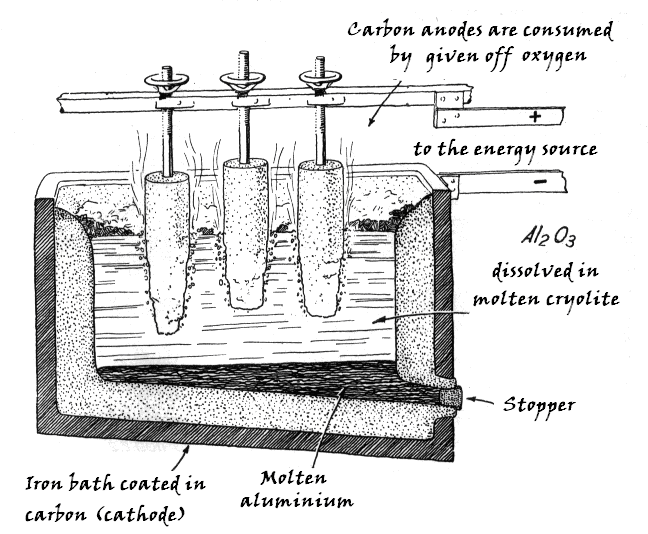 Carbon anodes are consumed
by given off oxygen
+
to the energy source
-
Al2O3
dissolved in
molten cryolite
Stopper
Molten
aluminium
Iron bath coated in
carbon (cathode)